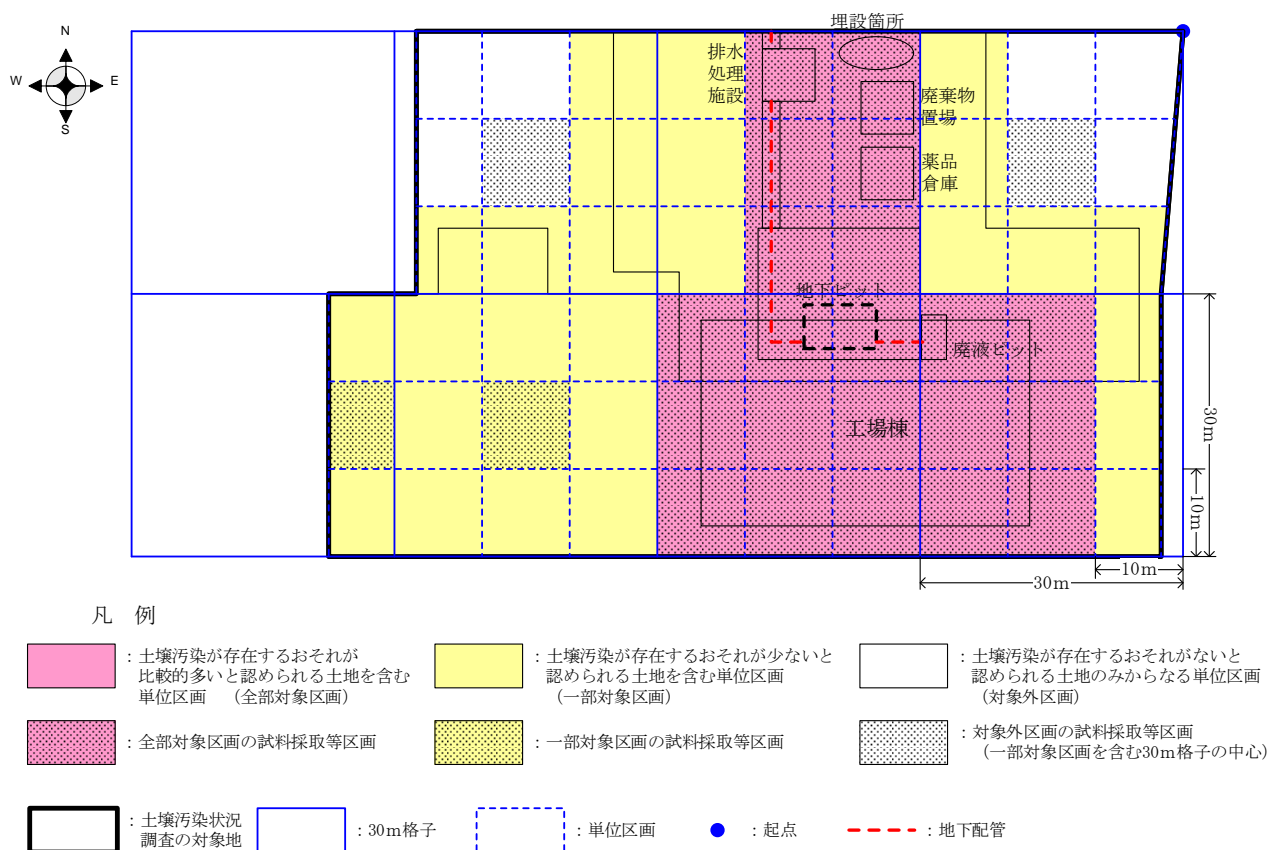 N
W
E
S
埋設箇所
排水
処理
施設
廃棄物
置場
薬品
倉庫
地下ピット
廃液ピット
工場棟
30m
10m
10m
30m
凡 例
：土壌汚染が存在するおそれが
比較的多いと認められる土地を含む
単位区画 （全部対象区画）
：土壌汚染が存在するおそれが少ないと
認められる土地を含む単位区画
（一部対象区画）
：土壌汚染が存在するおそれがないと
認められる土地のみからなる単位区画
（対象外区画）
：全部対象区画の試料採取等区画
：一部対象区画の試料採取等区画
：対象外区画の試料採取等区画
（一部対象区画を含む30m格子の中心）
：土壌汚染状況
調査の対象地
：30m格子
：単位区画
：起点
：地下配管